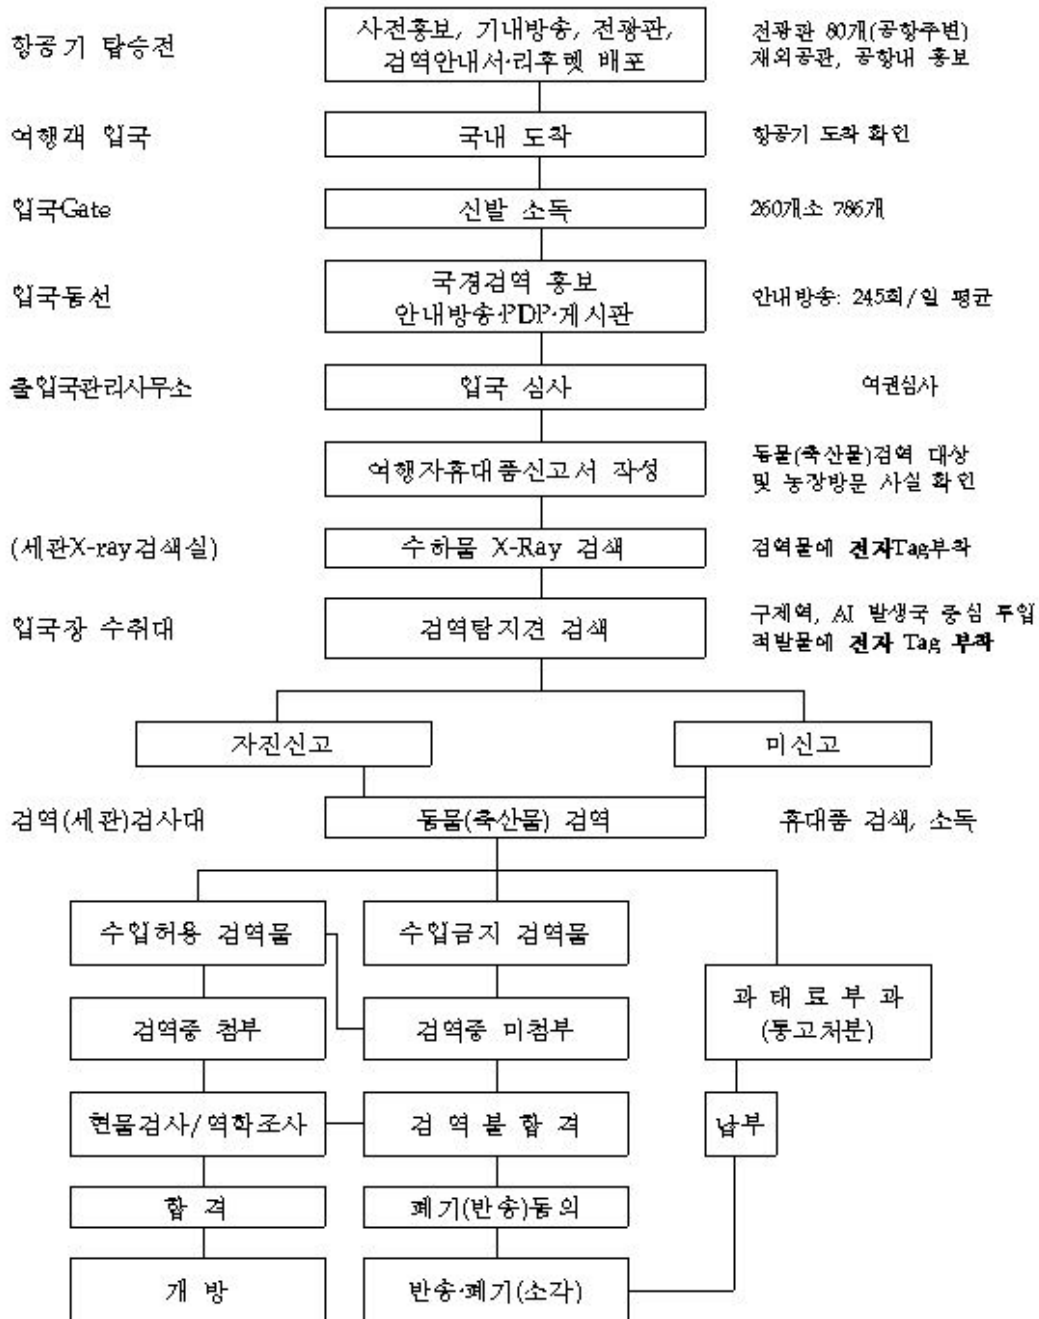 항공기 탑승전
사전홍보, 기내방송, 전광판,
검역안내서·리후렛 배포
전광판 80개(공항주변)
재외공관, 공항내 홍보
여행객 입국
국내 도착
항공기 도착 확인
입국Gate
신발 소독
260개소 786개
입국동선
국경검역 홍보
안내방송·PDP·게시판
안내방송: 245회/일 평균
출입국관리사무소
입국 심사
여권심사
여행자휴대품신고서 작성
동물(축산물)검역 대상
및 농장방문 사실 확인
(세관X-ray검색실)
수하물 X-Ray 검색
검역물에 전자Tag부착
입국장 수취대
검역탐지견 검색
구제역, AI 발생국 중심 투입
적발물에 전자 Tag 부착
자진신고
미신고
검역(세관)검사대
동물(축산물) 검역
휴대품 검색, 소독
수입허용 검역물
수입금지 검역물
과 태 료 부 과
(통고처분)
검역증 첨부
검역증 미첨부
현물검사/역학조사
검 역 불 합 격
납부
합 격
폐기(반송)동의
개 방
반송·폐기(소각)